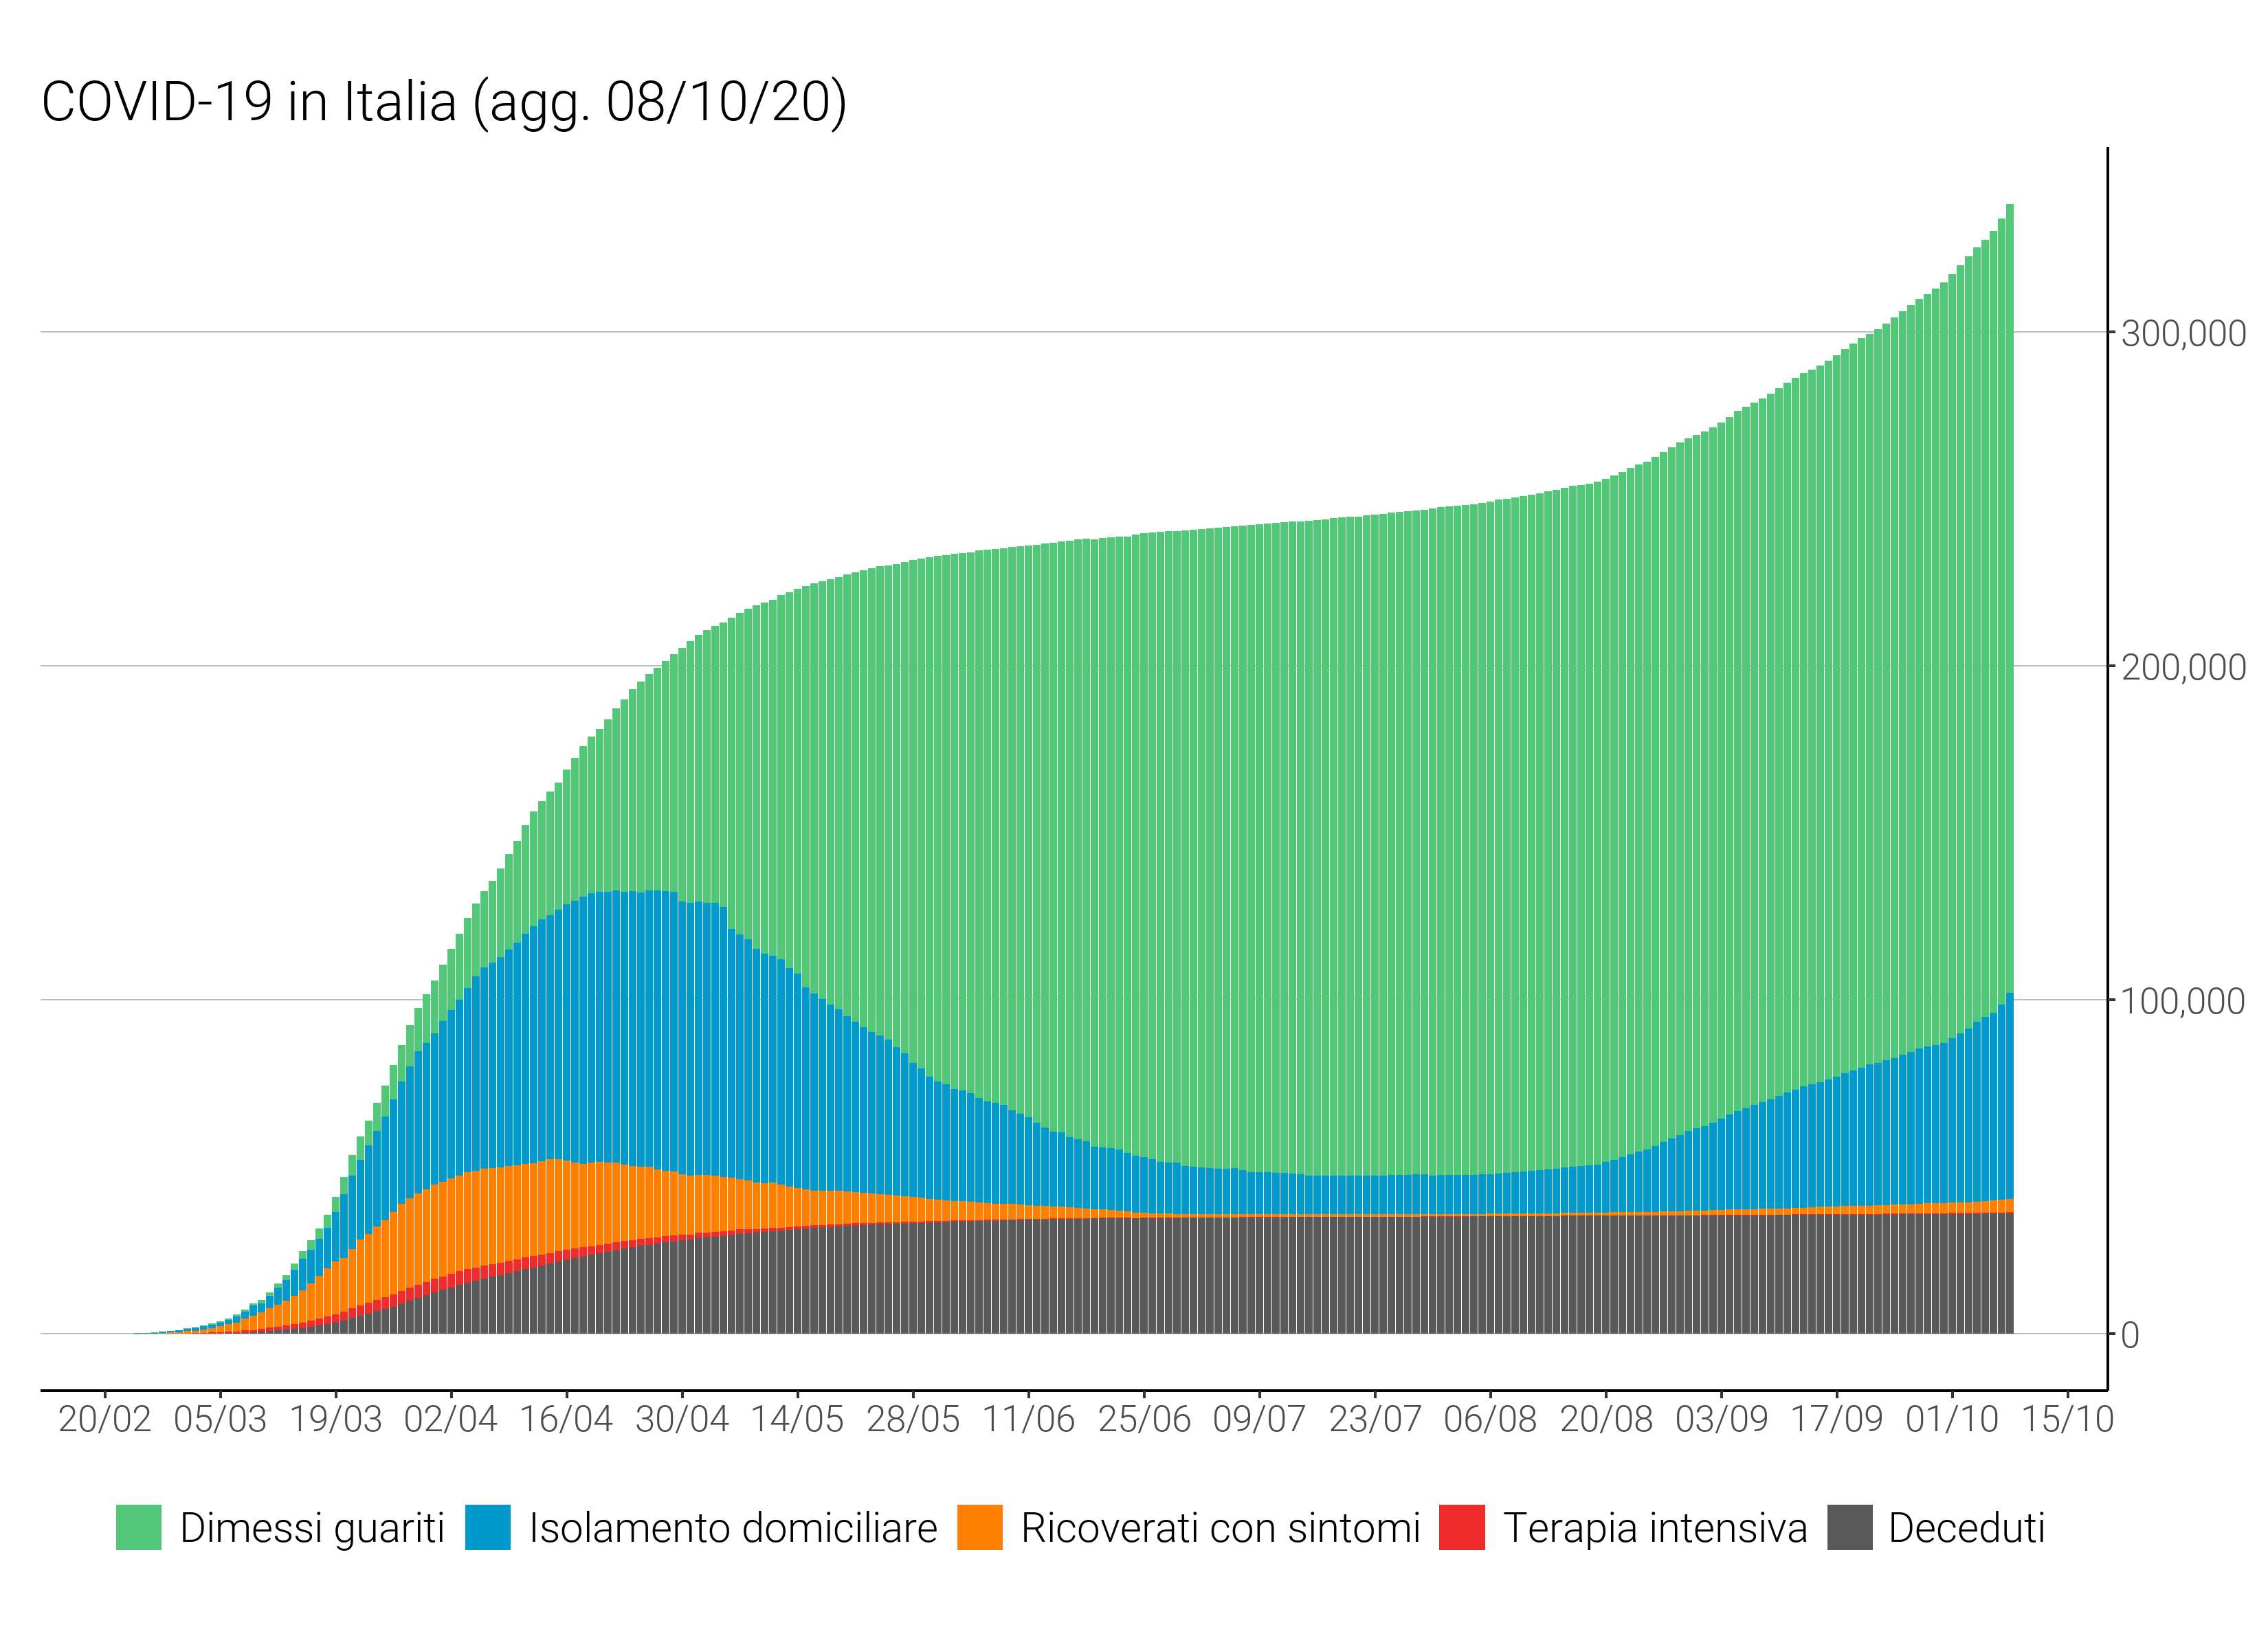 COVID-19 in Italia (agg. 08/10/20)
300,000
200,000
100,000
0
20/02 05/03 19/03 02/04 16/04 30/04 14/05 28/05 11/06 25/06 09/07 23/07 06/08 20/08 03/09 17/09 01/10 15/10
Dimessi guariti Isolamento domiciliare Ricoverati con sintomi Terapia intensiva Deceduti